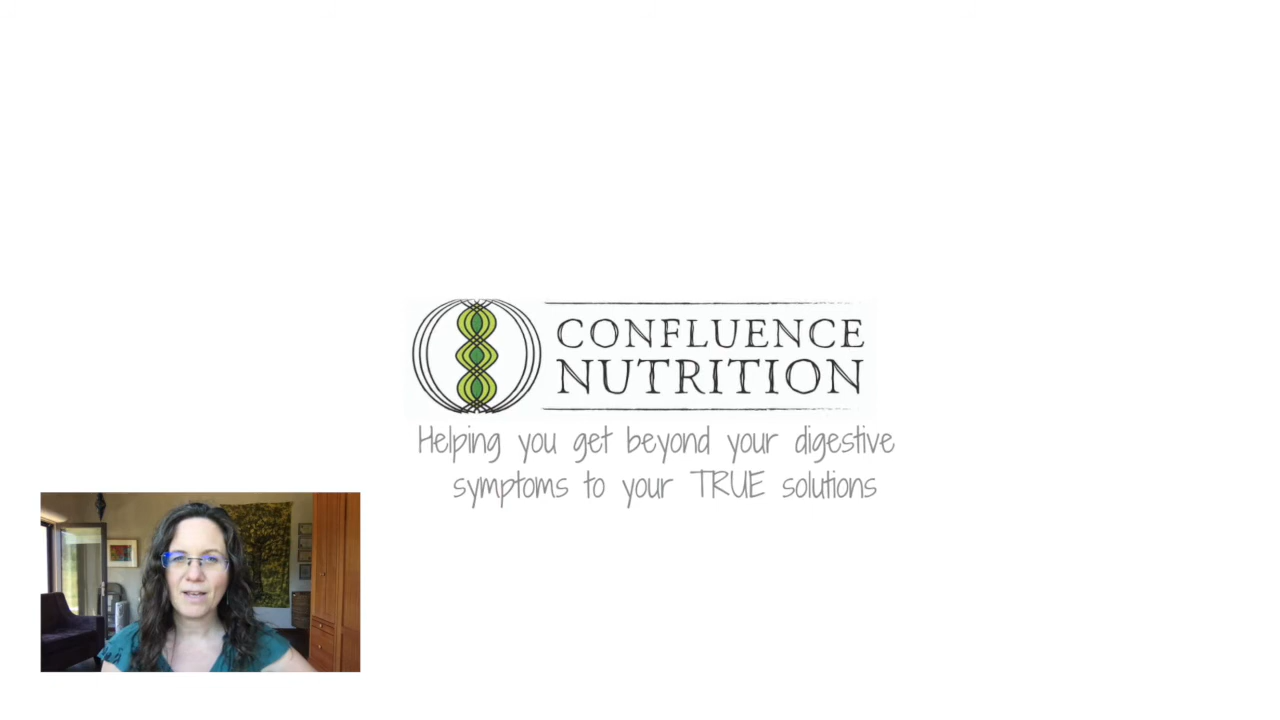 CONFLUENCE
NUTRITION
Helping you get beyond your digestive
symptoms to your TRUE solutions